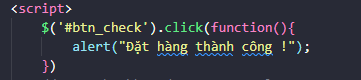 <script>
$('#btn_check').click(function(){
alert("Đặt hàng thành công !");
})